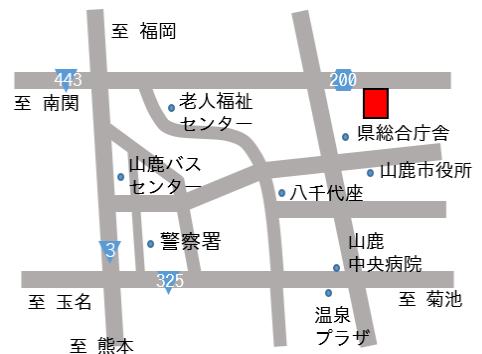 至 福岡
443
200
至 南関
老人福祉
センター
県総合庁舎
山鹿バス
センター
山鹿市役所
八千代座
警察署
山鹿
中央病院
3
325
至 玉名
温泉
プラザ
至 菊池
至 熊本